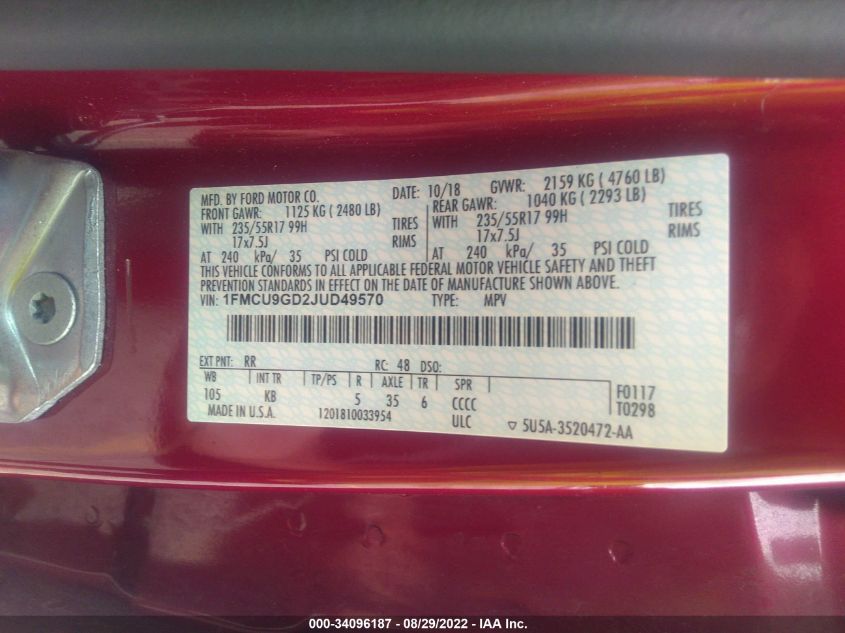 MFD. BY FORD MOTOR CO. DATE: 10/18 GVWR: 2159 KG ( 4760 LB)
FRONT GAWR: 1125 KG ( 2480 LB) REAR GAWR: 1040 KG ( 2293 LB)
WITH 235/55R17 99H TIRES WITH 235/55R17 99H TIRES
17x7.5J RIMS 17x7.5J RIMS
AT 240 kPa/ 35 PSI COLD AT 240 kPa/ 35 PSI COLD
THIS VEHICLE CONFORMS TO ALL APPLICABLE FEDERAL MOTOR VEHICLE SAFETY AND THEFT
PREVENTION STANDARDS IN EFFECT ON THE DATE OF MANUFACTURE SHOWN ABOVE.
VIN: 1FMCU9GD2JUD49570 TYPE: MPV
EXT PNT: RR RC: 48 DSO:
WB INT TR TP/PS R AXLE TR SPR F0117
105 KB 5 35 6 CCCC T0298
MADE IN U.S.A. 1201810033954 ULC ▽ 5U5A-3520472-AA
000-34096187 - 08/29/2022 - IAA Inc.